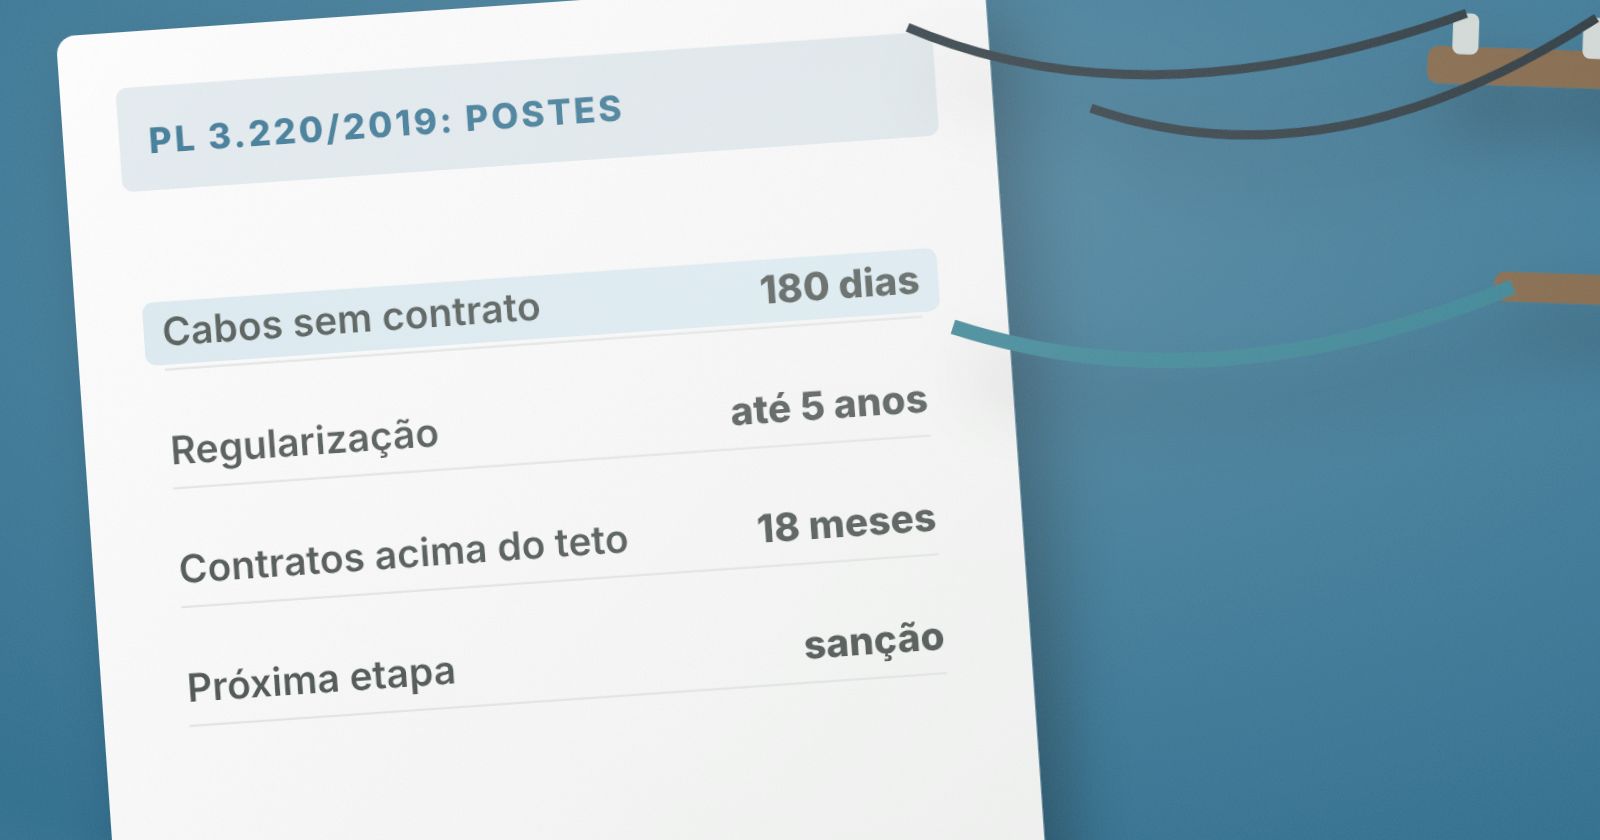 PL 3.220/2019: POSTES
Cabos sem contrato 180 dias
Regularização até 5 anos
Contratos acima do teto 18 meses
Próxima etapa sanção